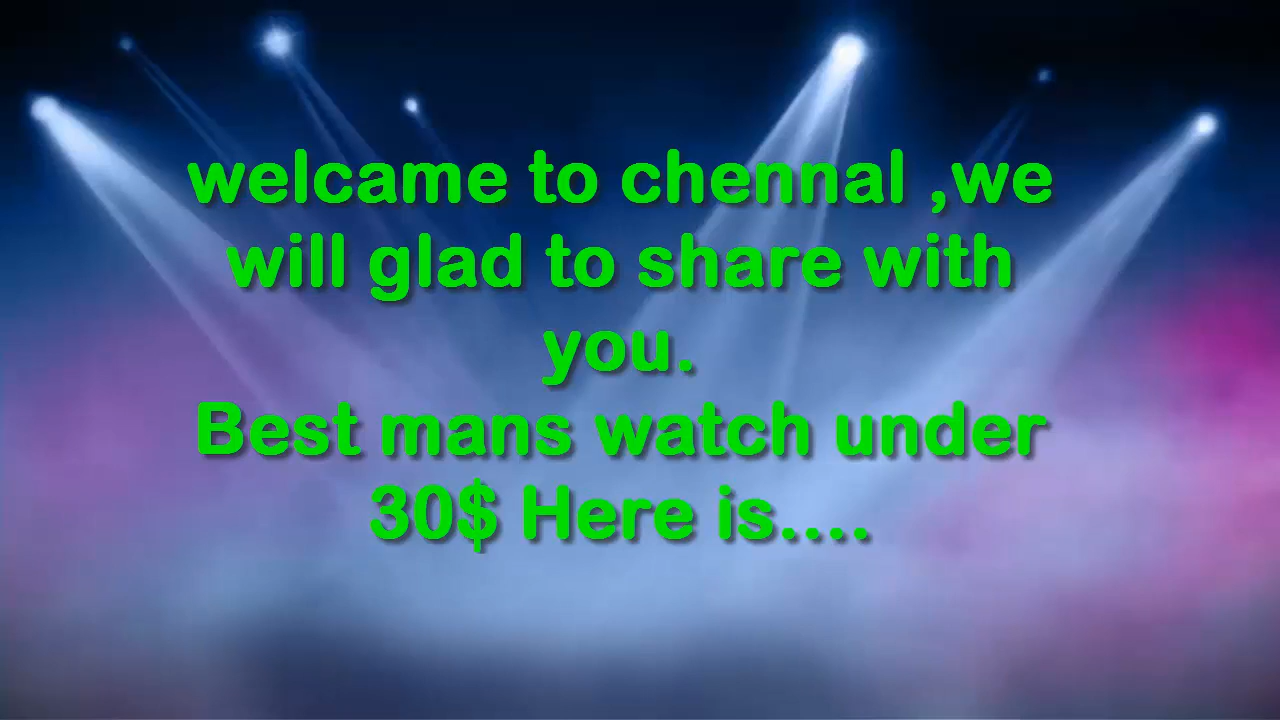 welcame to chennal ,we
will glad to share with
you.
Best mans watch under
30$ Here is....